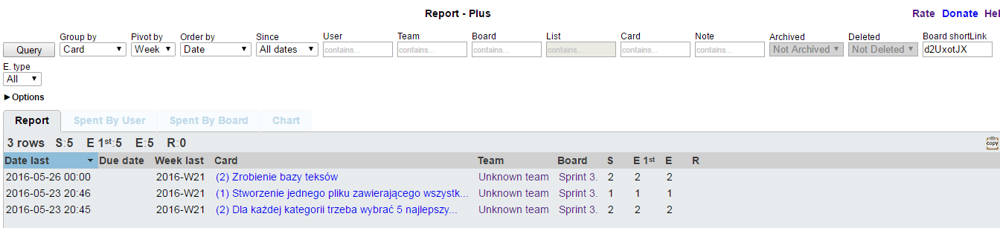 Report - Plus
Rate Donate Hel
Group by Pivot by Order by Since User Team Board List Card Note Archived Deleted Board shortLink
Query Card Week Date All dates contains... contains... contains... contains... contains... contains... Not Archived Not Deleted d2UxotJX
E. type
All
Options
Report Spent By User Spent By Board Chart
3 rows S:5 E 1st:5 E:5 R:0
copy
Date last Due date Week last Card Team Board S E 1st E R
2016-05-26 00:00 2016-W21 (2) Zrobienie bazy teksów Unknown team Sprint 3. 2 2 2
2016-05-23 20:46 2016-W21 (1) Stworzenie jednego pliku zawierającego wszystk... Unknown team Sprint 3. 1 1 1
2016-05-23 20:45 2016-W21 (2) Dla każdej kategorii trzeba wybrać 5 najlepszy... Unknown team Sprint 3. 2 2 2